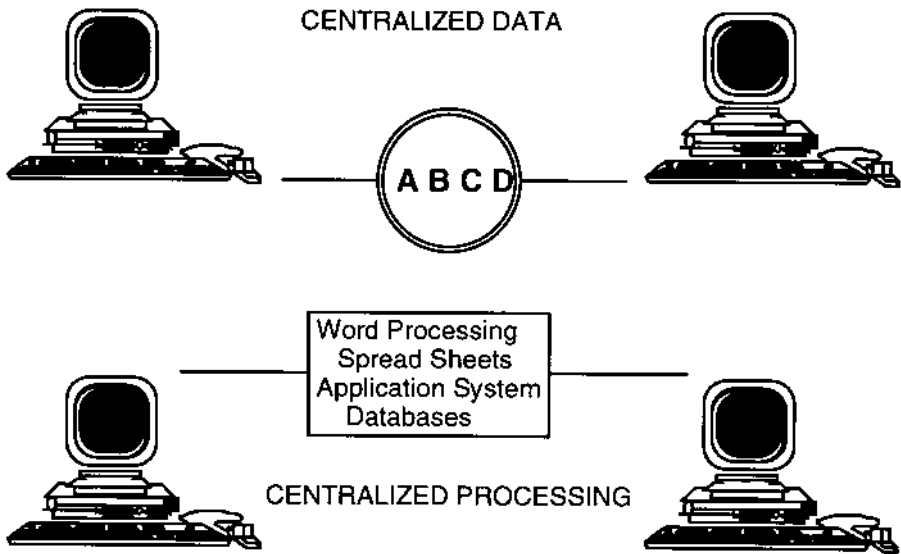 CENTRALIZED DATA
A B C D
Word Processing
Spread Sheets
Application System
Databases
CENTRALIZED PROCESSING